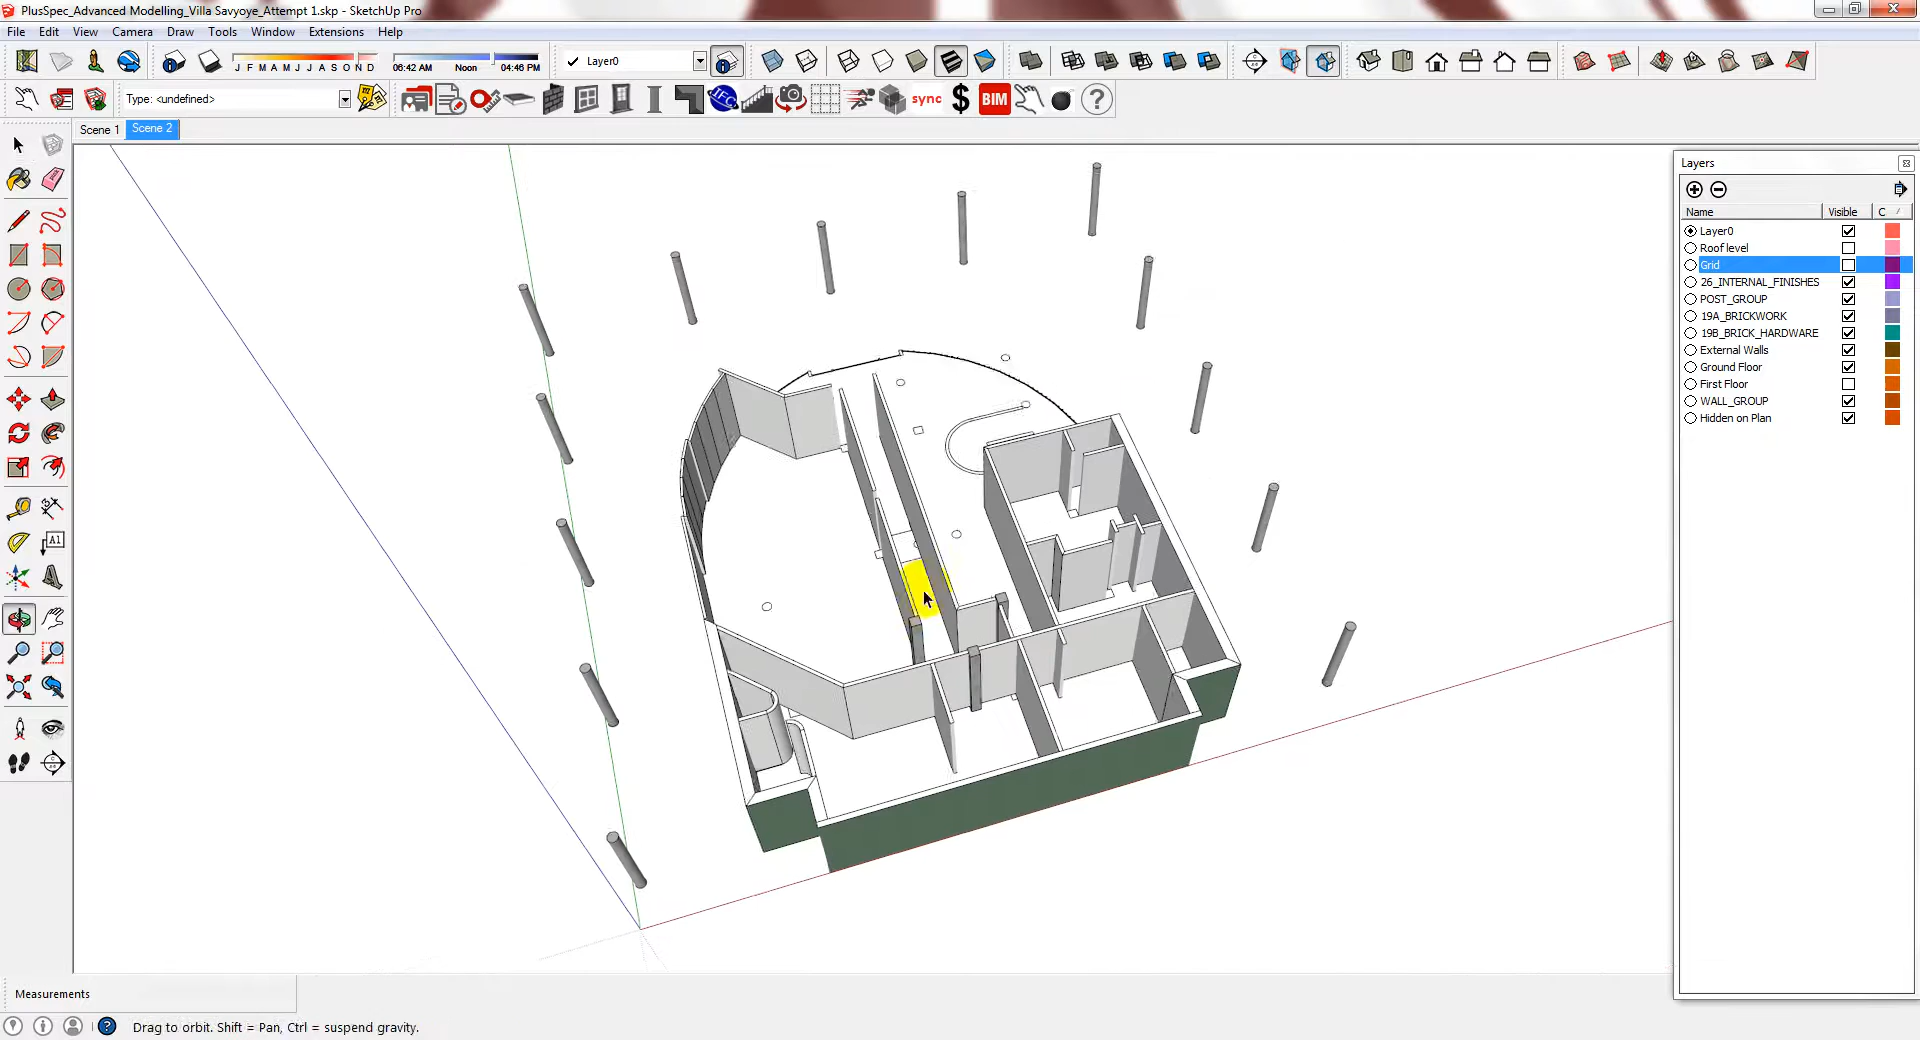 PlusSpec_Advanced Modelling_Villa Savyoye_Attempt 1.skp - SketchUp Pro
File Edit View Camera Draw Tools Window Extensions Help
J F M A M J J A S O N D 06:42 AM Noon 04:46 PM Layer0
Type: <undefined> IFC sync $ BIM ?
Scene 1 Scene 2
Layers
Name Visible C
Layer0
Roof level
Grid
26_INTERNAL_FINISHES
POST_GROUP
19A_BRICKWORK
19B_BRICK_HARDWARE
External Walls
Ground Floor
First Floor
WALL_GROUP
Hidden on Plan
A1
Measurements
Drag to orbit. Shift = Pan, Ctrl = suspend gravity.